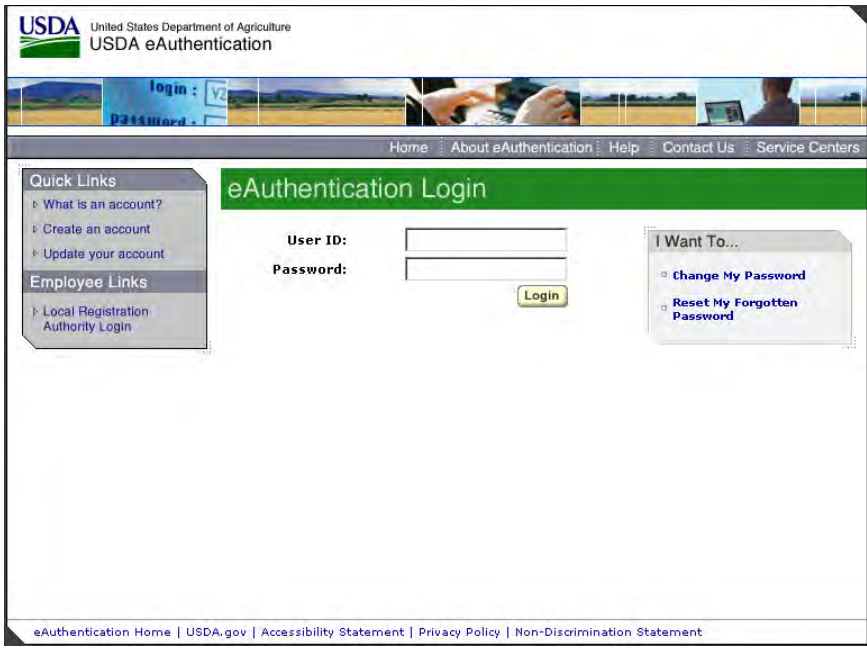 USDA
United States Department of Agriculture
USDA eAuthentication
login :
password :
Home
About eAuthentication
Help
Contact Us
Service Centers
Quick Links
What is an account?
Create an account
Update your account
Employee Links
Local Registration
Authority Login
eAuthentication Login
User ID:
Password:
Login
I Want To...
Change My Password
Reset My Forgotten
Password
eAuthentication Home | USDA.gov | Accessibility Statement | Privacy Policy | Non-Discrimination Statement